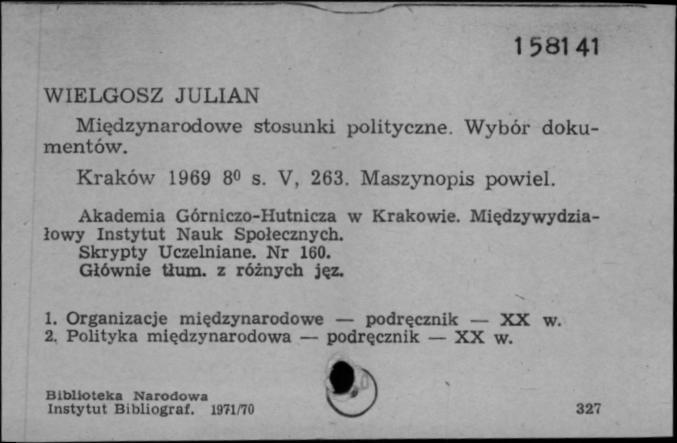 158141
WIELGOSZ JULIAN
Międzynarodowe stosunki polityczne. Wybór doku-
mentów.
Kraków 1969 8⁰ s. V, 263. Maszynopis powiel.
Akademia Górniczo-Hutnicza w Krakowie. Międzywydzia-
łowy Instytut Nauk Społecznych.
Skrypty Uczelniane. Nr 160.
Głównie tłum. z różnych jęz.
1. Organizacje międzynarodowe — podręcznik — XX w.
2. Polityka międzynarodowa — podręcznik — XX w.
Biblioteka Narodowa
Instytut Bibliograf. 1971/70
327